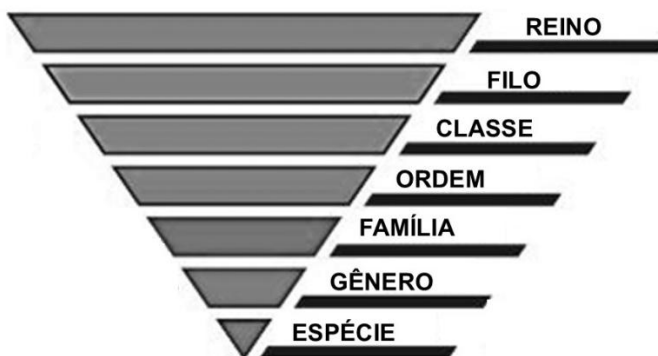 REINO
FILO
CLASSE
ORDEM
FAMÍLIA
GÊNERO
ESPÉCIE